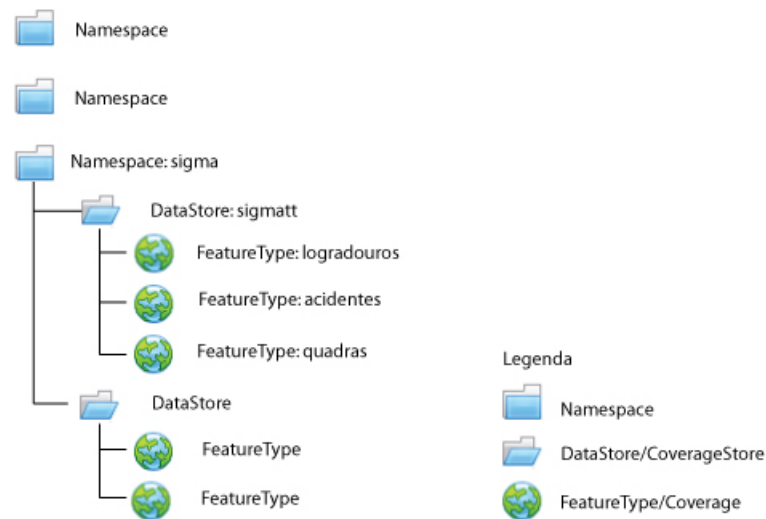 Namespace
Namespace
Namespace: sigma
DataStore: sigmatt
FeatureType: logradouros
FeatureType: acidentes
FeatureType: quadras
DataStore
FeatureType
FeatureType
Legenda
Namespace
DataStore/CoverageStore
FeatureType/Coverage